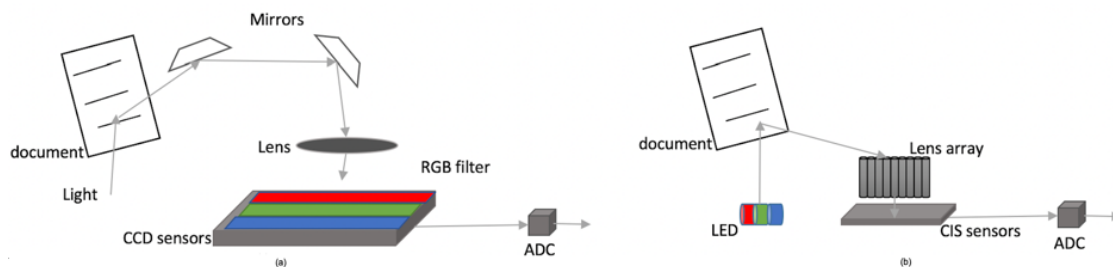 Mirrors
document
Light
Lens
RGB filter
CCD sensors
ADC
(a)
document
Lens array
LED
CIS sensors
ADC
(b)